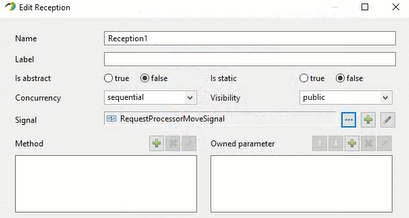 Edit Reception
Name Reception1
Label
Is abstract true false Is static true false
Concurrency sequential Visibility public
Signal RequestProcessorMoveSignal ...
Method Owned parameter